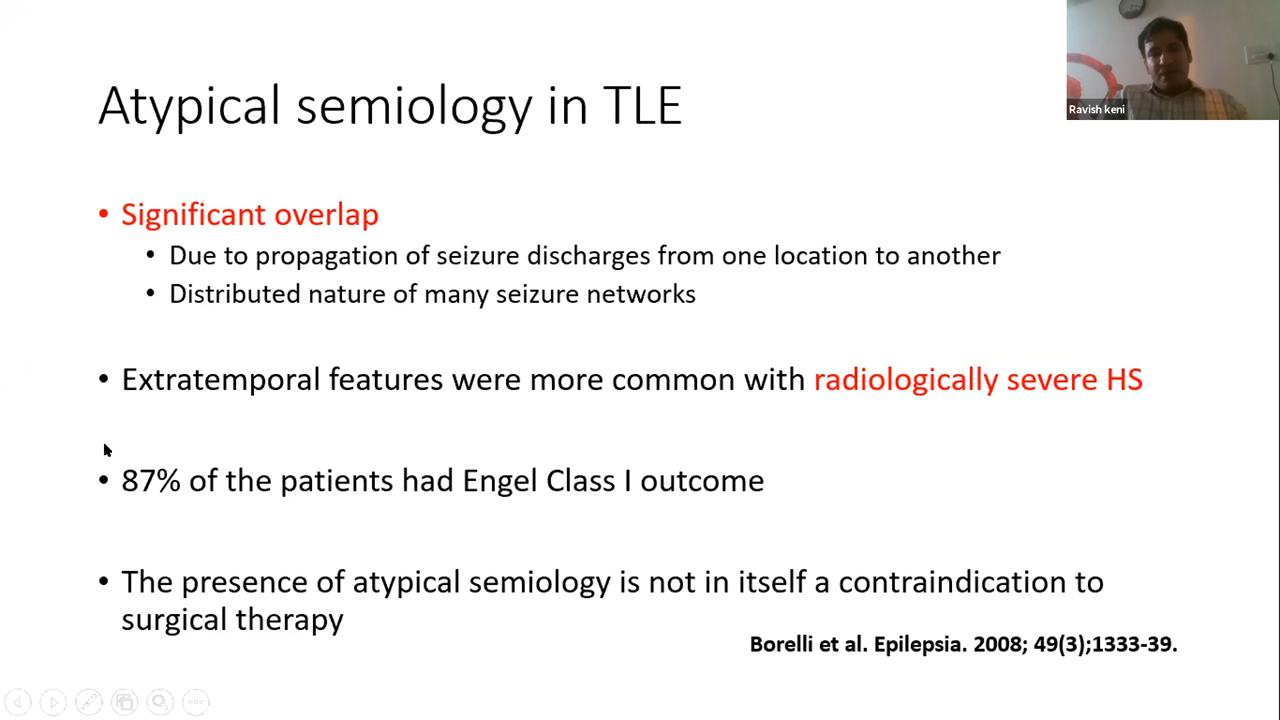 Ravish keni
Atypical semiology in TLE
• Significant overlap
• Due to propagation of seizure discharges from one location to another
• Distributed nature of many seizure networks
• Extratemporal features were more common with radiologically severe HS
• 87% of the patients had Engel Class I outcome
• The presence of atypical semiology is not in itself a contraindication to
surgical therapy
Borelli et al. Epilepsia. 2008; 49(3);1333-39.